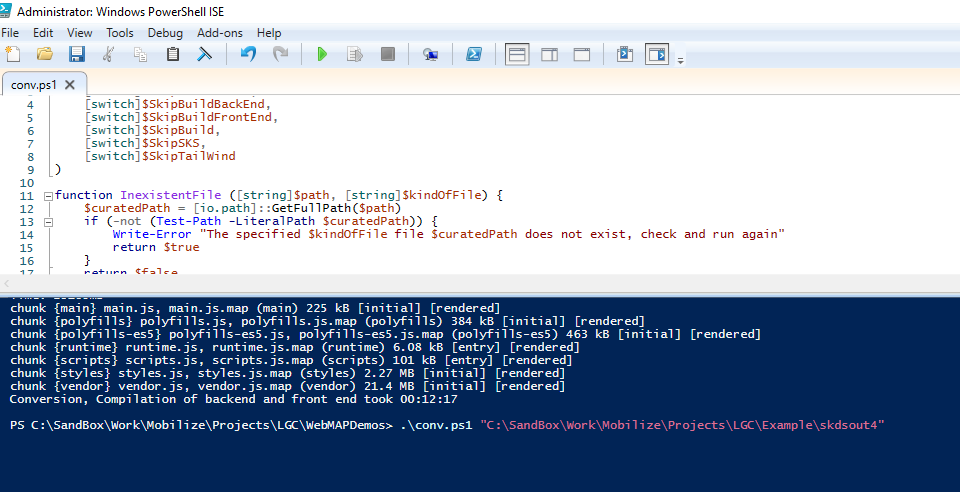 Administrator: Windows PowerShell ISE
File Edit View Tools Debug Add-ons Help
conv.ps1
4 [switch]$SkipBuildBackEnd,
5 [switch]$SkipBuildFrontEnd,
6 [switch]$SkipBuild,
7 [switch]$SkipSKS,
8 [switch]$SkipTailWind
9 )
10
11 function InexistentFile ([string]$path, [string]$kindOfFile) {
12 $curatedPath = [io.path]::GetFullPath($path)
13 if (-not (Test-Path -LiteralPath $curatedPath)) {
14 Write-Error "The specified $kindOfFile file $curatedPath does not exist, check and run again"
15 return $true
16 }
17 return $false
chunk {main} main.js, main.js.map (main) 225 kB [initial] [rendered]
chunk {polyfills} polyfills.js, polyfills.js.map (polyfills) 384 kB [initial] [rendered]
chunk {polyfills-es5} polyfills-es5.js, polyfills-es5.js.map (polyfills-es5) 463 kB [initial] [rendered]
chunk {runtime} runtime.js, runtime.js.map (runtime) 6.08 kB [entry] [rendered]
chunk {scripts} scripts.js, scripts.js.map (scripts) 101 kB [entry] [rendered]
chunk {styles} styles.js, styles.js.map (styles) 2.27 MB [initial] [rendered]
chunk {vendor} vendor.js, vendor.js.map (vendor) 21.4 MB [initial] [rendered]
Conversion, Compilation of backend and front end took 00:12:17
PS C:\SandBox\Work\Mobilize\Projects\LGC\WebMAPDemos> .\conv.ps1 "C:\SandBox\Work\Mobilize\Projects\LGC\Example\skdsout4"